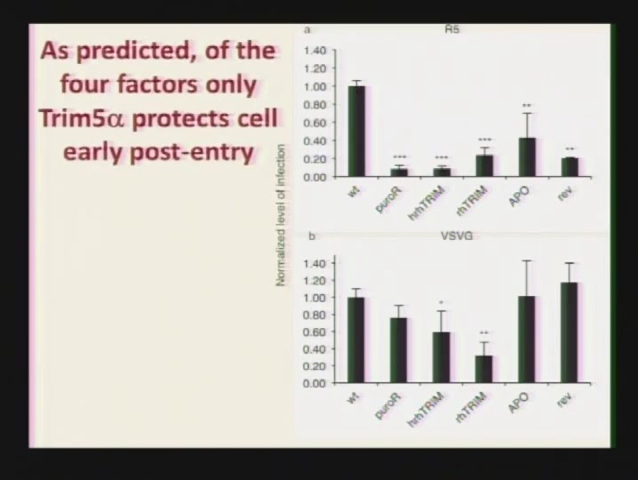 As predicted, of the
four factors only
Trim5α protects cell
early post-entry
Normalized level of infection
a
R5
1.40
1.20
1.00
0.80
0.60
0.40
0.20
0.00
***
***
***
**
**
wt
puroR
hrhTRIM
rhTRIM
APO
rev
b
VSVG
1.40
1.20
1.00
0.80
0.60
0.40
0.20
0.00
*
**
wt
puroR
hrhTRIM
rhTRIM
APO
rev